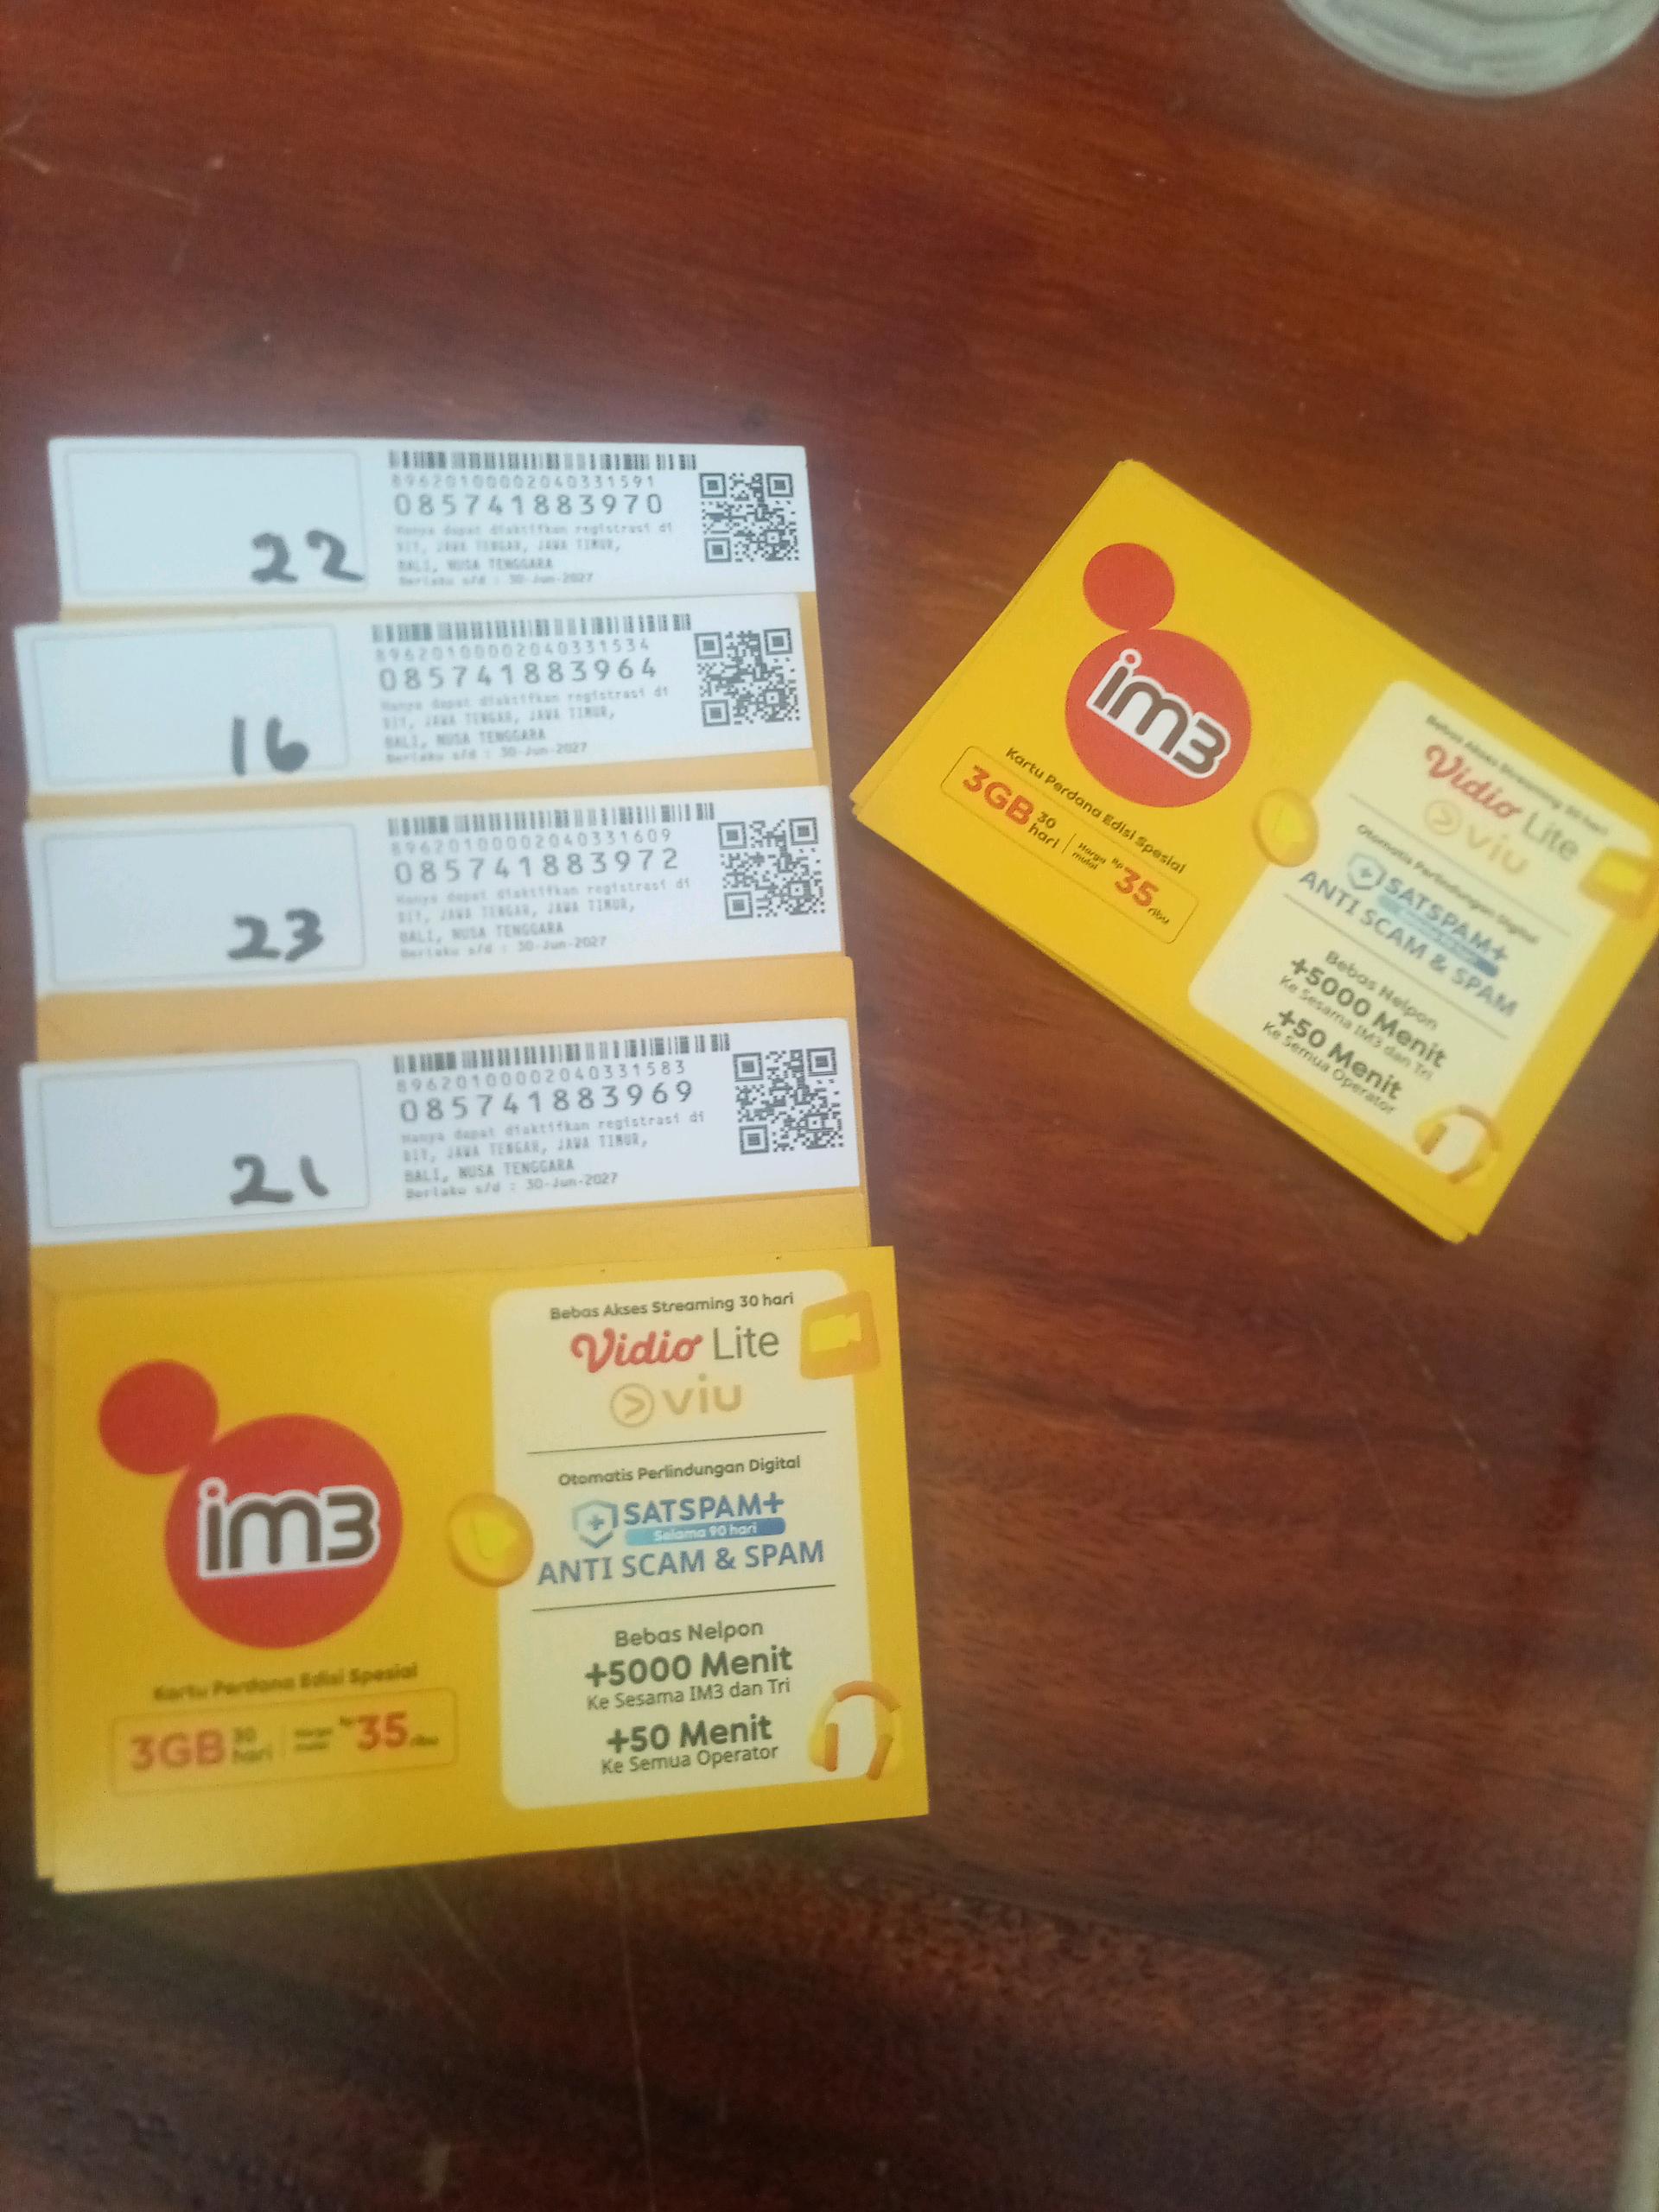 89620100002040331591
085741883970
Hanya dapat diaktifkan registrasi di
DIY, JAWA TENGAH, JAWA TIMUR,
BALI, NUSA TENGGARA
Berlaku s/d : 30-Jun-2027
22
89620100002040331534
085741883964
Hanya dapat diaktifkan registrasi di
DIY, JAWA TENGAH, JAWA TIMUR,
BALI, NUSA TENGGARA
Berlaku s/d : 30-Jun-2027
16
89620100002040331609
085741883972
Hanya dapat diaktifkan registrasi di
DIY, JAWA TENGAH, JAWA TIMUR,
BALI, NUSA TENGGARA
Berlaku s/d : 30-Jun-2027
23
89620100002040331583
085741883969
Hanya dapat diaktifkan registrasi di
DIY, JAWA TENGAH, JAWA TIMUR,
BALI, NUSA TENGGARA
Berlaku s/d : 30-Jun-2027
21
im3
Kartu Perdana Edisi Spesial
3GB 30 hari Harga mulai Rp 35 ribu
Bebas Akses Streaming 30 hari
Vidio Lite
viu
Otomatis Perlindungan Digital
SATSPAM+
Selama 90 hari
ANTI SCAM & SPAM
Bebas Nelpon
+5000 Menit
Ke Sesama IM3 dan Tri
+50 Menit
Ke Semua Operator
im3
Kartu Perdana Edisi Spesial
3GB 30 hari Harga mulai Rp 35 ribu
Bebas Akses Streaming 30 hari
Vidio Lite
viu
Otomatis Perlindungan Digital
SATSPAM+
ANTI SCAM & SPAM
Bebas Nelpon
+5000 Menit
Ke Sesama IM3 dan Tri
+50 Menit
Ke Semua Operator